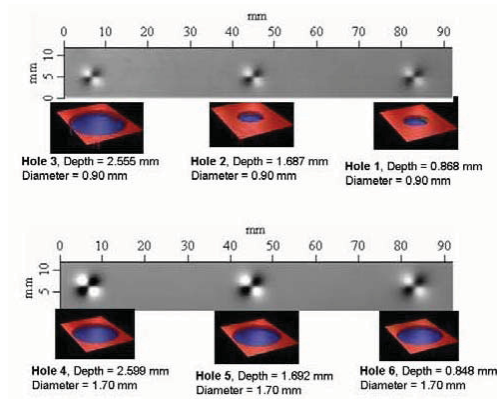 mm
0 10 20 30 40 50 60 70 80 90
mm
0 5 10
Hole 3, Depth = 2.555 mm
Diameter = 0.90 mm
Hole 2, Depth = 1.687 mm
Diameter = 0.90 mm
Hole 1, Depth = 0.868 mm
Diameter = 0.90 mm
mm
0 10 20 30 40 50 60 70 80 90
mm
5 10
Hole 4, Depth = 2.599 mm
Diameter = 1.70 mm
Hole 5, Depth = 1.692 mm
Diameter = 1.70 mm
Hole 6, Depth = 0.848 mm
Diameter = 1.70 mm